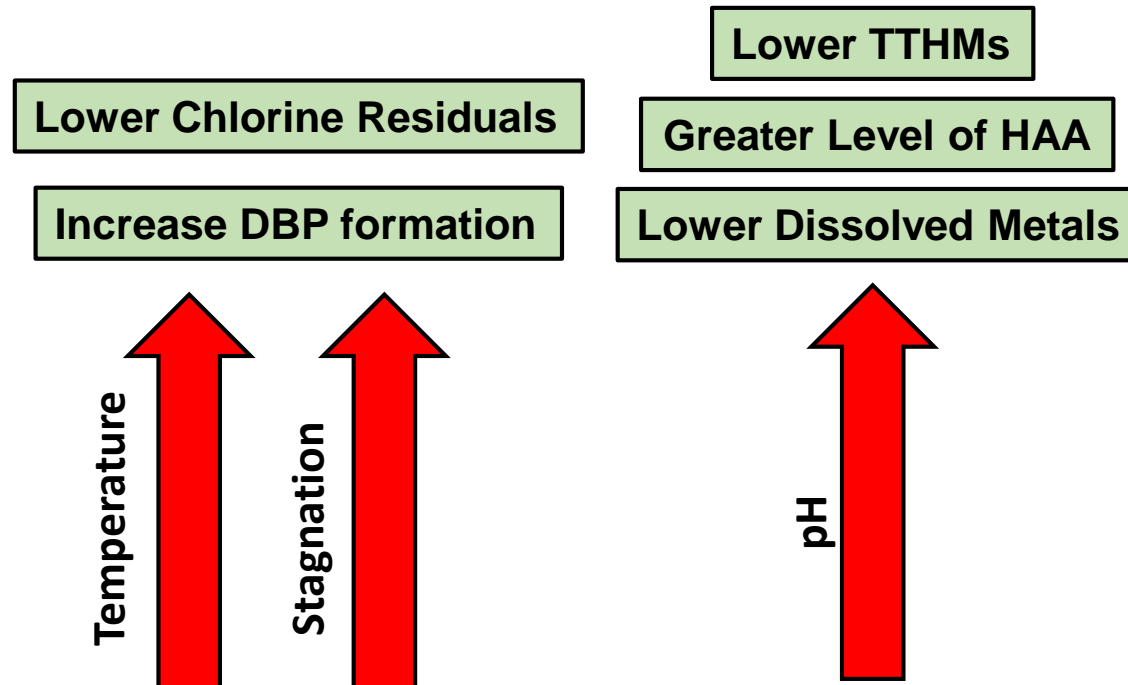 Lower Chlorine Residuals
Increase DBP formation
Temperature
Stagnation
Lower TTHMs
Greater Level of HAA
Lower Dissolved Metals
pH